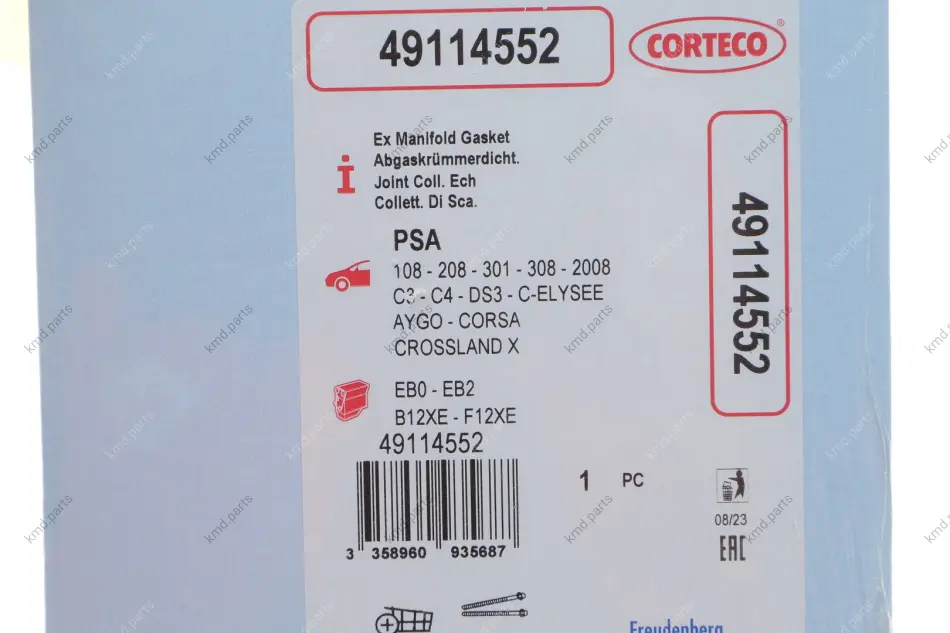 49114552
CORTECO®
Ex Manifold Gasket
Abgaskrümmerdicht.
Joint Coll. Ech
Collett. Di Sca.
i
PSA
108 - 208 - 301 - 308 - 2008
C3 - C4 - DS3 - C-ELYSEE
AYGO - CORSA
CROSSLAND X
49114552
EB0 - EB2
B12XE - F12XE
49114552
1 PC
3 358960 935687
08/23
EAC
Freudenberg
kmd.parts